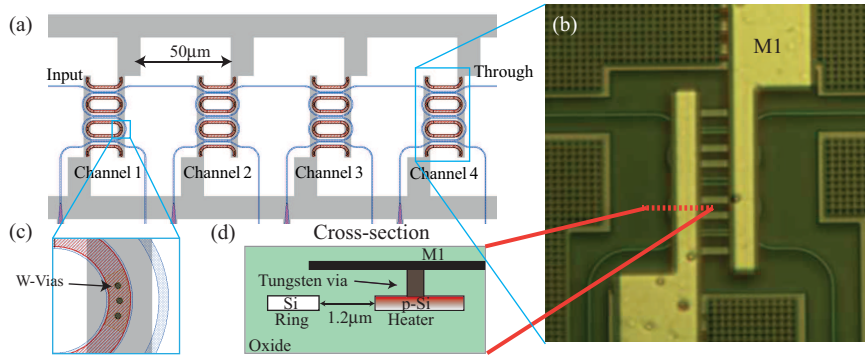 (a)
50μm
Input
Through
Channel 1
Channel 2
Channel 3
Channel 4
(b)
M1
(c)
W-Vias
(d)
Cross-section
M1
Tungsten via
Si
p-Si
Ring
1.2μm
Heater
Oxide